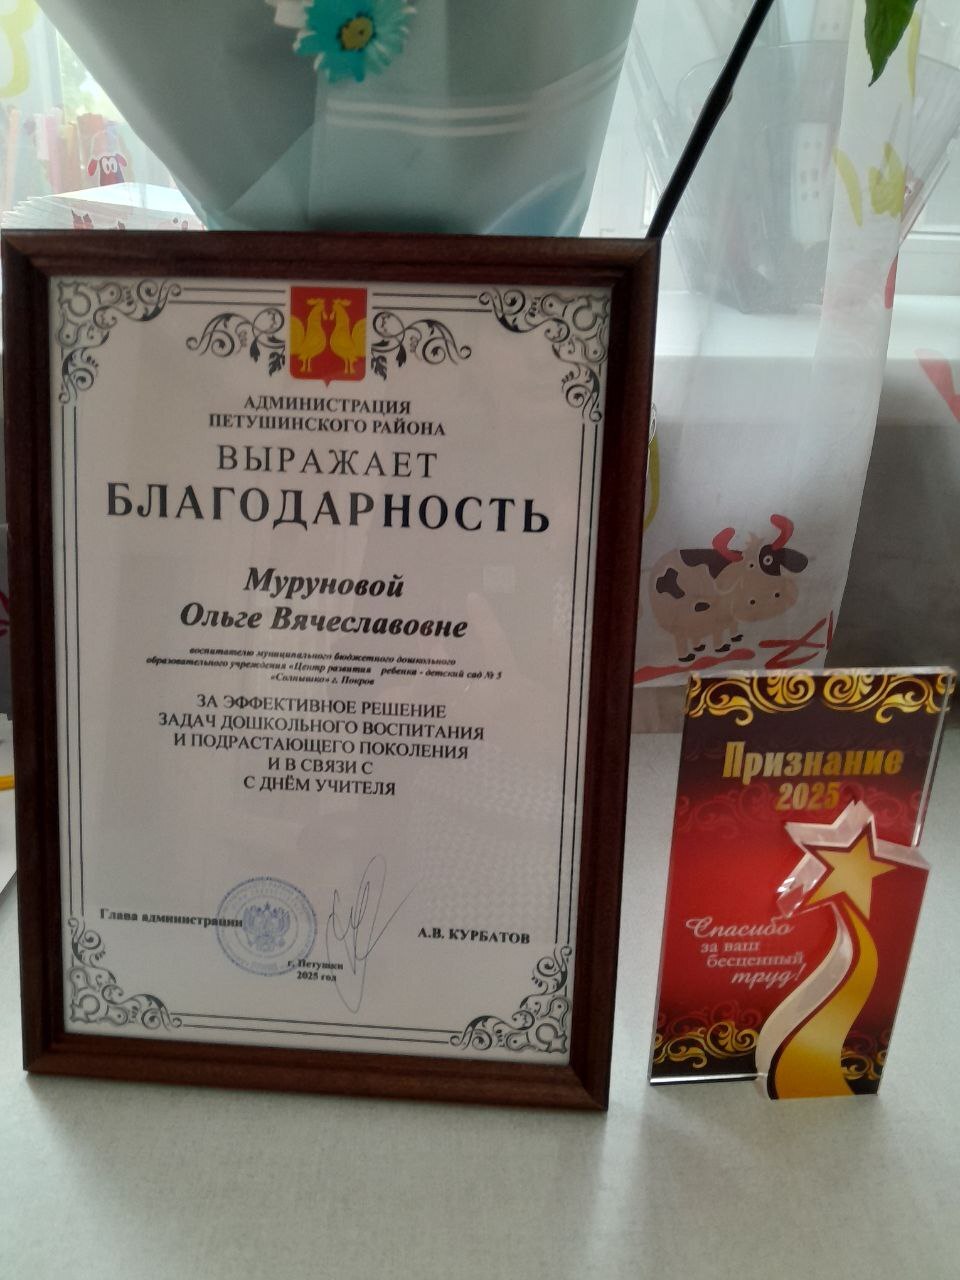 АДМИНИСТРАЦИЯ
ПЕТУШИНСКОГО РАЙОНА
ВЫРАЖАЕТ
БЛАГОДАРНОСТЬ
Муруновой
Ольге Вячеславовне
воспитателю муниципального бюджетного дошкольного
образовательного учреждения «Центр развития ребенка - детский сад № 5
«Солнышко» г. Покров
ЗА ЭФФЕКТИВНОЕ РЕШЕНИЕ
ЗАДАЧ ДОШКОЛЬНОГО ВОСПИТАНИЯ
И ПОДРАСТАЮЩЕГО ПОКОЛЕНИЯ
И В СВЯЗИ С
С ДНЁМ УЧИТЕЛЯ
Глава администрации
А.В. КУРБАТОВ
г. Петушки
2025 год
Признание
2025
Спасибо
за ваш
бесценный
труд!